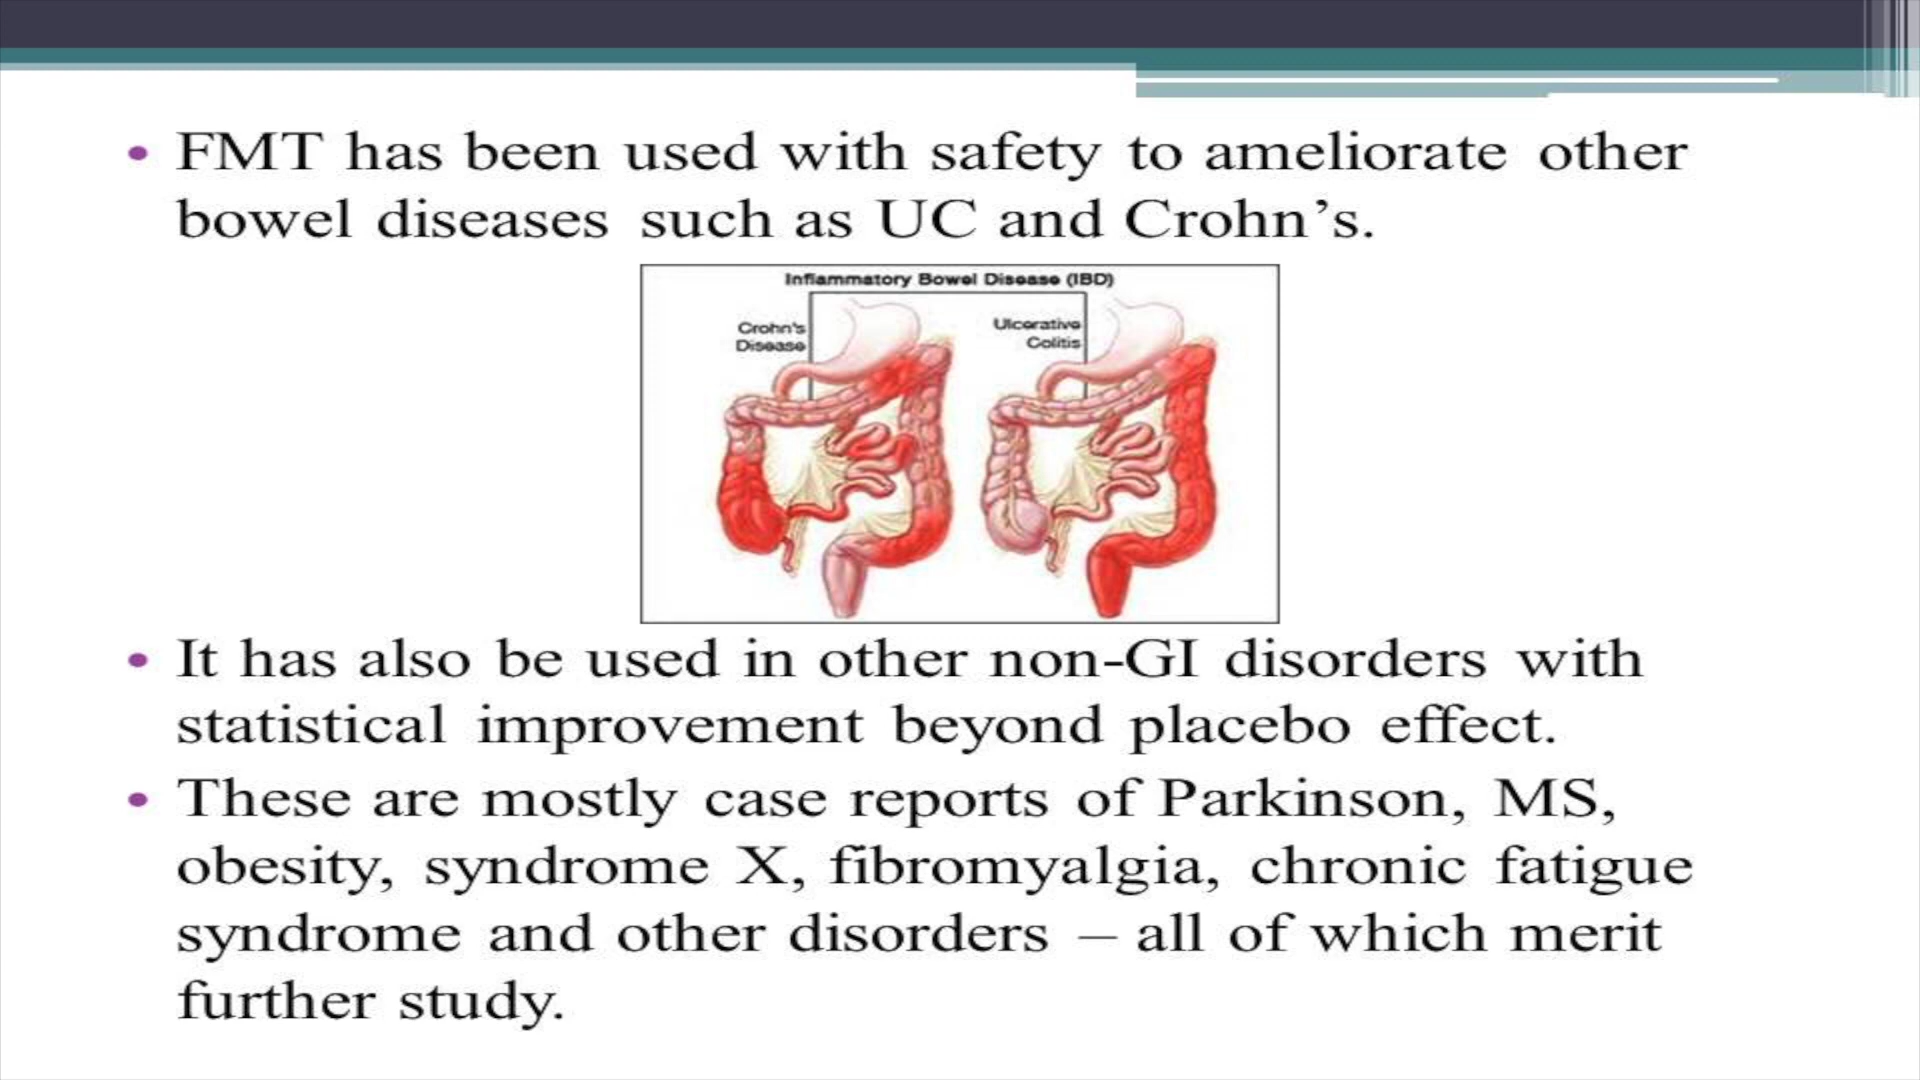 • FMT has been used with safety to ameliorate other
bowel diseases such as UC and Crohn’s.
Inflammatory Bowel Disease (IBD)
Crohn's
Disease
Ulcerative
Colitis
• It has also be used in other non-GI disorders with
statistical improvement beyond placebo effect.
• These are mostly case reports of Parkinson, MS,
obesity, syndrome X, fibromyalgia, chronic fatigue
syndrome and other disorders – all of which merit
further study.